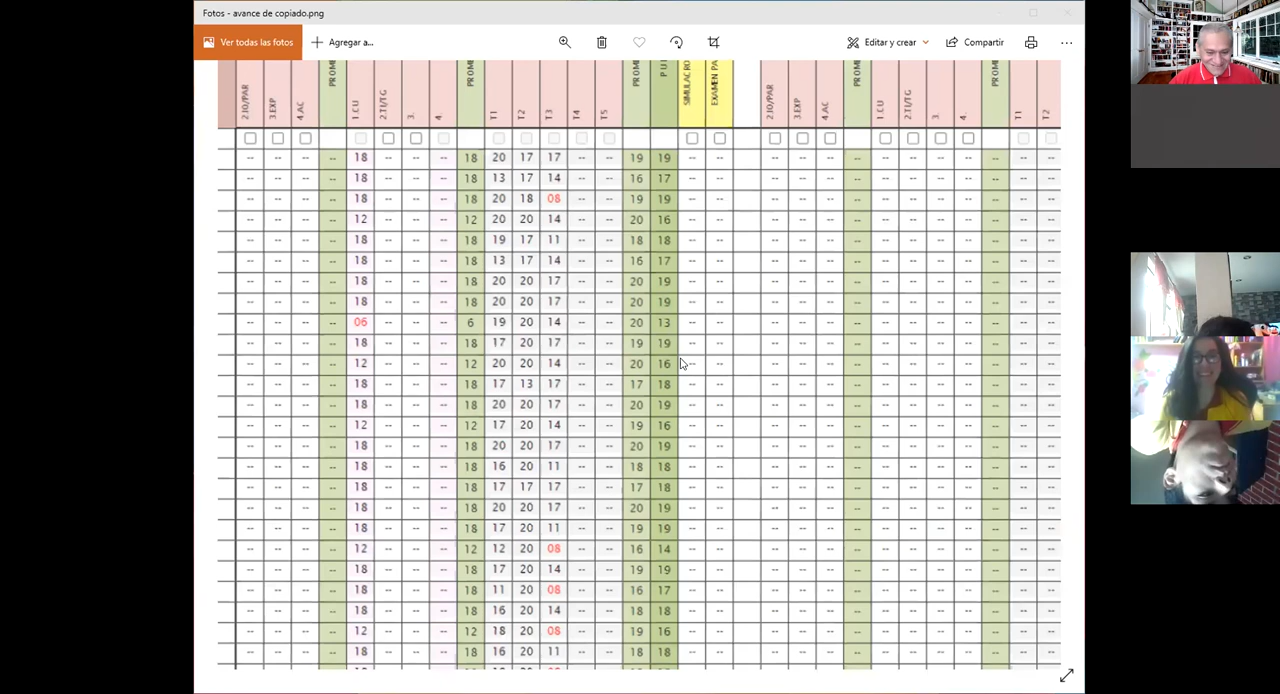 Fotos - avance de copiado.png
Ver todas las fotos Agregar a... Editar y crear Compartir
2.IO/PAR 3.EXP 4.AC PROME 1.CU 2.TI/TG 3. 4. PROME T1 T2 T3 T4 T5 PROME PU SIMULACRO EXAMEN PA 2.IO/PAR 3.EXP 4.AC PROME 1.CU 2.TI/TG 3. 4. PROME T1 T2
-- -- -- -- 18 -- -- -- 18 20 17 17 -- -- 19 19 -- -- -- -- -- -- -- -- -- -- -- -- --
-- -- -- -- 18 -- -- -- 18 13 17 14 -- -- 16 17 -- -- -- -- -- -- -- -- -- -- -- -- --
-- -- -- -- 18 -- -- -- 18 20 18 08 -- -- 19 19 -- -- -- -- -- -- -- -- -- -- -- -- --
-- -- -- -- 12 -- -- -- 12 20 20 14 -- -- 20 16 -- -- -- -- -- -- -- -- -- -- -- -- --
-- -- -- -- 18 -- -- -- 18 19 17 11 -- -- 18 18 -- -- -- -- -- -- -- -- -- -- -- -- --
-- -- -- -- 18 -- -- -- 18 13 17 14 -- -- 16 17 -- -- -- -- -- -- -- -- -- -- -- -- --
-- -- -- -- 18 -- -- -- 18 20 20 17 -- -- 20 19 -- -- -- -- -- -- -- -- -- -- -- -- --
-- -- -- -- 18 -- -- -- 18 20 20 17 -- -- 20 19 -- -- -- -- -- -- -- -- -- -- -- -- --
-- -- -- -- 06 -- -- -- 6 19 20 14 -- -- 20 13 -- -- -- -- -- -- -- -- -- -- -- -- --
-- -- -- -- 18 -- -- -- 18 17 20 17 -- -- 19 19 -- -- -- -- -- -- -- -- -- -- -- -- --
-- -- -- -- 12 -- -- -- 12 20 20 14 -- -- 20 16 -- -- -- -- -- -- -- -- -- -- -- -- --
-- -- -- -- 18 -- -- -- 18 17 13 17 -- -- 17 18 -- -- -- -- -- -- -- -- -- -- -- -- --
-- -- -- -- 18 -- -- -- 18 20 20 17 -- -- 20 19 -- -- -- -- -- -- -- -- -- -- -- -- --
-- -- -- -- 12 -- -- -- 12 17 20 14 -- -- 19 16 -- -- -- -- -- -- -- -- -- -- -- -- --
-- -- -- -- 18 -- -- -- 18 20 20 17 -- -- 20 19 -- -- -- -- -- -- -- -- -- -- -- -- --
-- -- -- -- 18 -- -- -- 18 16 20 11 -- -- 18 18 -- -- -- -- -- -- -- -- -- -- -- -- --
-- -- -- -- 18 -- -- -- 18 17 17 17 -- -- 17 18 -- -- -- -- -- -- -- -- -- -- -- -- --
-- -- -- -- 18 -- -- -- 18 20 20 17 -- -- 20 19 -- -- -- -- -- -- -- -- -- -- -- -- --
-- -- -- -- 18 -- -- -- 18 17 20 11 -- -- 19 19 -- -- -- -- -- -- -- -- -- -- -- -- --
-- -- -- -- 12 -- -- -- 12 12 20 08 -- -- 16 14 -- -- -- -- -- -- -- -- -- -- -- -- --
-- -- -- -- 18 -- -- -- 18 17 20 14 -- -- 19 19 -- -- -- -- -- -- -- -- -- -- -- -- --
-- -- -- -- 18 -- -- -- 18 11 20 08 -- -- 16 17 -- -- -- -- -- -- -- -- -- -- -- -- --
-- -- -- -- 18 -- -- -- 18 16 20 14 -- -- 18 18 -- -- -- -- -- -- -- -- -- -- -- -- --
-- -- -- -- 12 -- -- -- 12 18 20 08 -- -- 19 16 -- -- -- -- -- -- -- -- -- -- -- -- --
-- -- -- -- 18 -- -- -- 18 16 20 11 -- -- 18 18 -- -- -- -- -- -- -- -- -- -- -- -- --